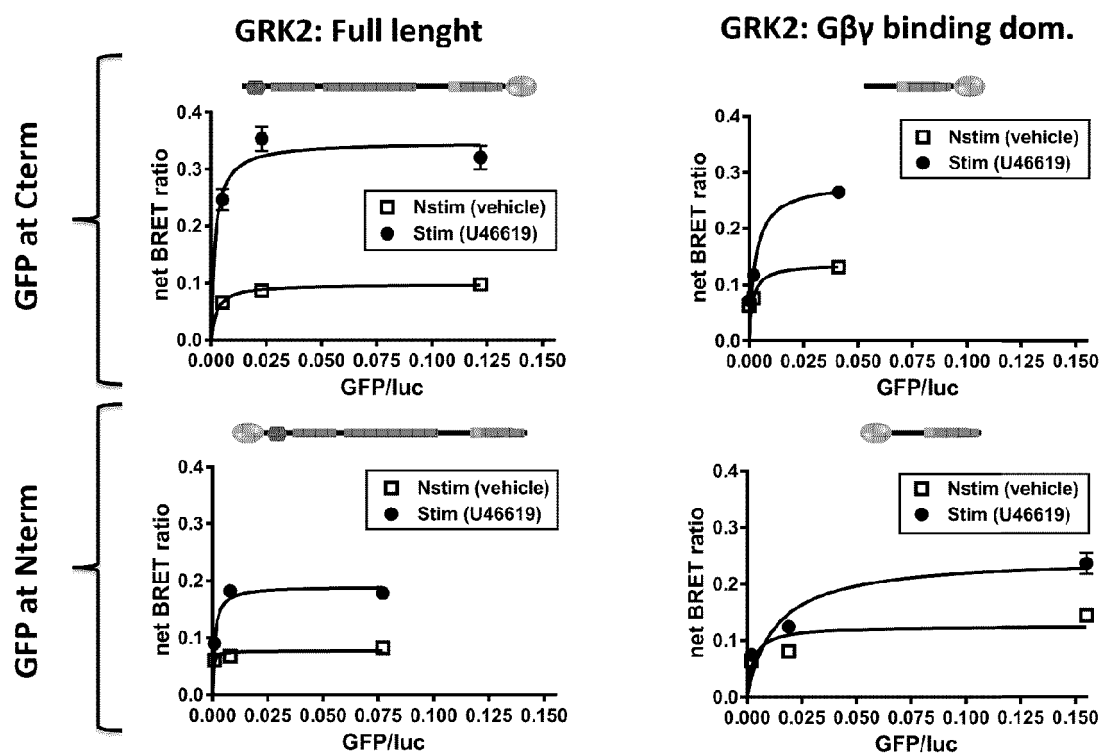 GRK2: Full lenght
GRK2: Gβγ binding dom.
GFP at Cterm
net BRET ratio
0.4
0.3
0.2
0.1
0.0
Nstim (vehicle)
Stim (U46619)
0.000 0.025 0.050 0.075 0.100 0.125 0.150
GFP/luc
net BRET ratio
0.4
0.3
0.2
0.1
0.0
Nstim (vehicle)
Stim (U46619)
0.000 0.025 0.050 0.075 0.100 0.125 0.150
GFP/luc
GFP at Nterm
net BRET ratio
0.4
0.3
0.2
0.1
0.0
Nstim (vehicle)
Stim (U46619)
0.000 0.025 0.050 0.075 0.100 0.125 0.150
GFP/luc
net BRET ratio
0.4
0.3
0.2
0.1
0.0
Nstim (vehicle)
Stim (U46619)
0.000 0.025 0.050 0.075 0.100 0.125 0.150
GFP/luc